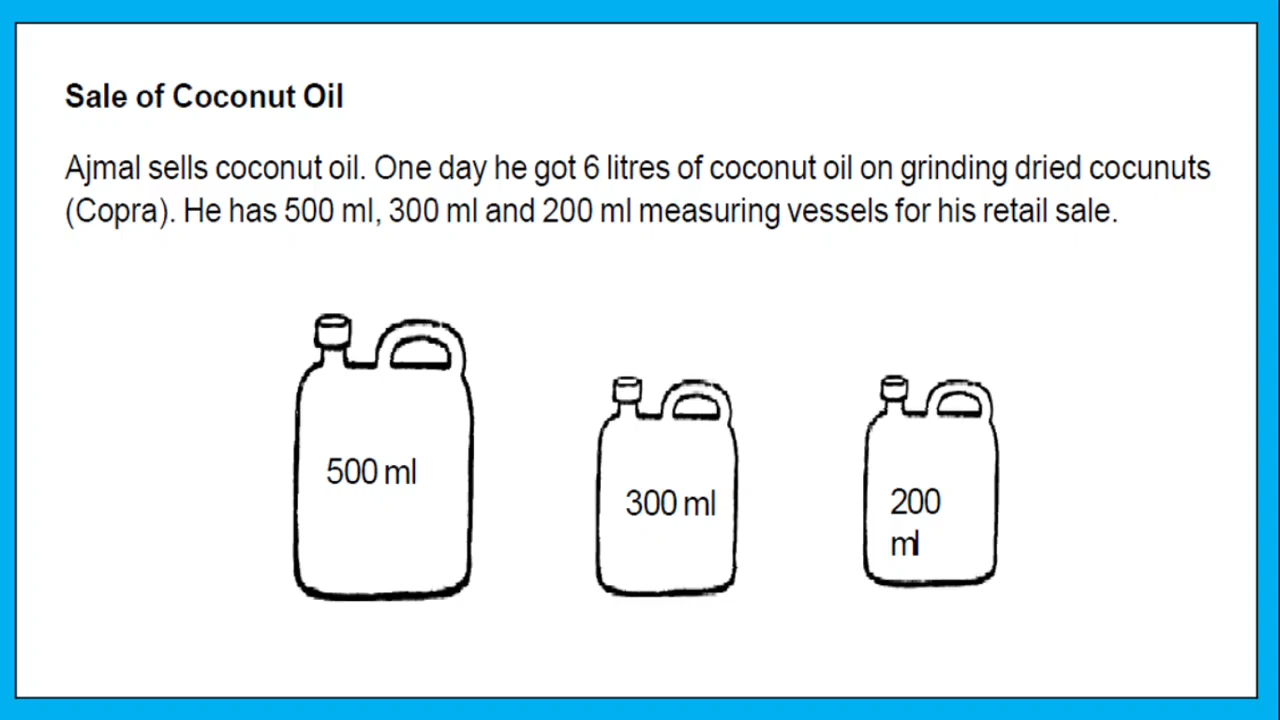 Sale of Coconut Oil
Ajmal sells coconut oil. One day he got 6 litres of coconut oil on grinding dried cocunuts
(Copra). He has 500 ml, 300 ml and 200 ml measuring vessels for his retail sale.
500 ml
300 ml
200
ml